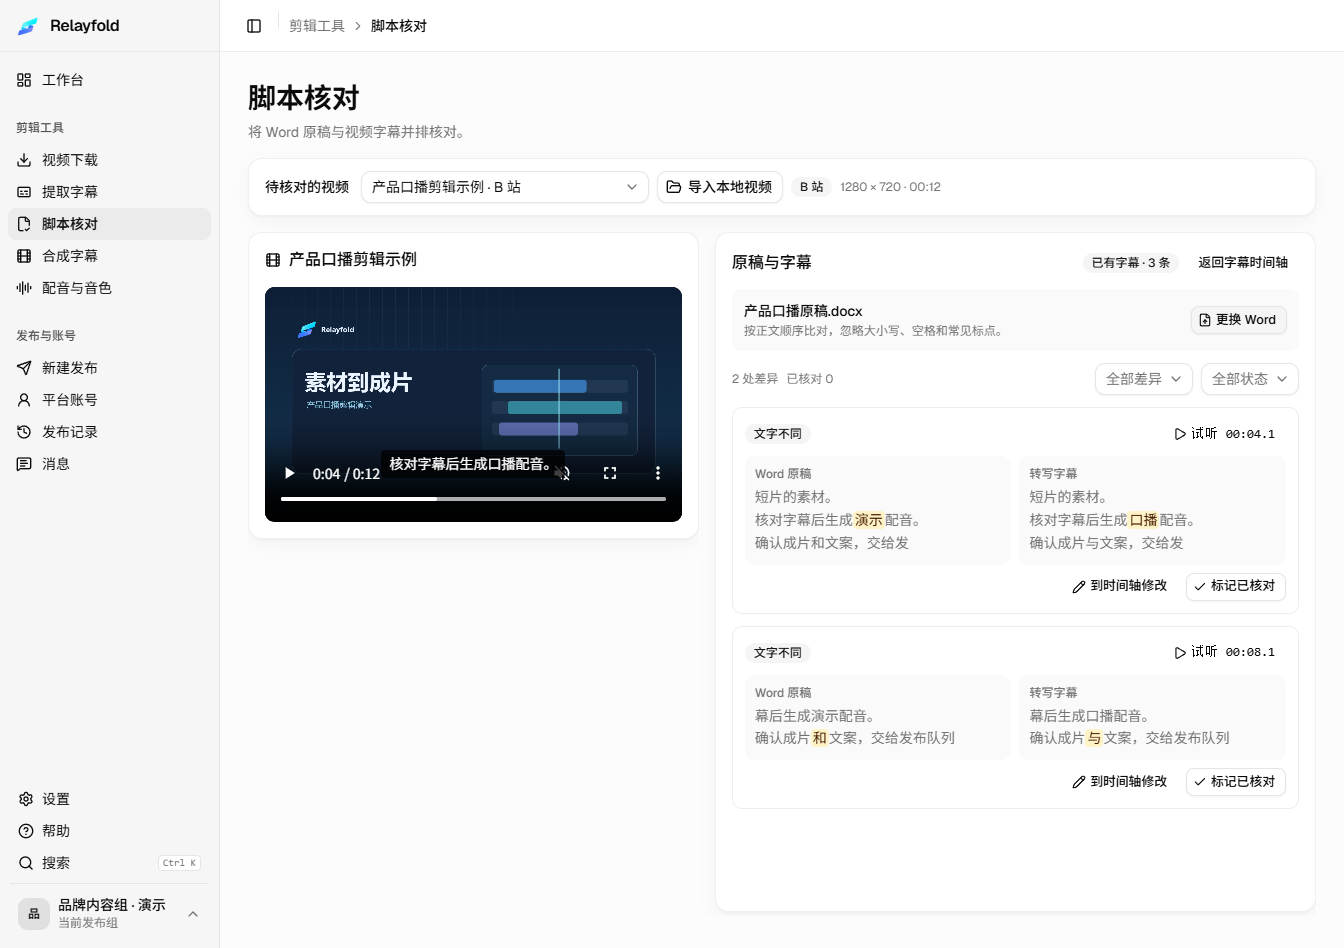 Relayfold
剪辑工具 > 脚本核对
工作台
剪辑工具
视频下载
提取字幕
脚本核对
合成字幕
配音与音色
发布与账号
新建发布
平台账号
发布记录
消息
设置
帮助
搜索 Ctrl K
品 品牌内容组 · 演示
当前发布组
脚本核对
将 Word 原稿与视频字幕并排核对。
待核对的视频 产品口播剪辑示例 · B 站 导入本地视频 B 站 1280 × 720 · 00:12
产品口播剪辑示例
Relayfold
素材到成片
产品口播剪辑演示
核对字幕后生成口播配音。
0:04 / 0:12
原稿与字幕 已有字幕 · 3 条 返回字幕时间轴
产品口播原稿.docx
按正文顺序比对，忽略大小写、空格和常见标点。
更换 Word
2 处差异 已核对 0 全部差异 全部状态
文字不同 试听 00:04.1
Word 原稿
短片的素材。
核对字幕后生成演示配音。
确认成片和文案，交给发
转写字幕
短片的素材。
核对字幕后生成口播配音。
确认成片与文案，交给发
到时间轴修改 标记已核对
文字不同 试听 00:08.1
Word 原稿
幕后生成演示配音。
确认成片和文案，交给发布队列
转写字幕
幕后生成口播配音。
确认成片与文案，交给发布队列
到时间轴修改 标记已核对